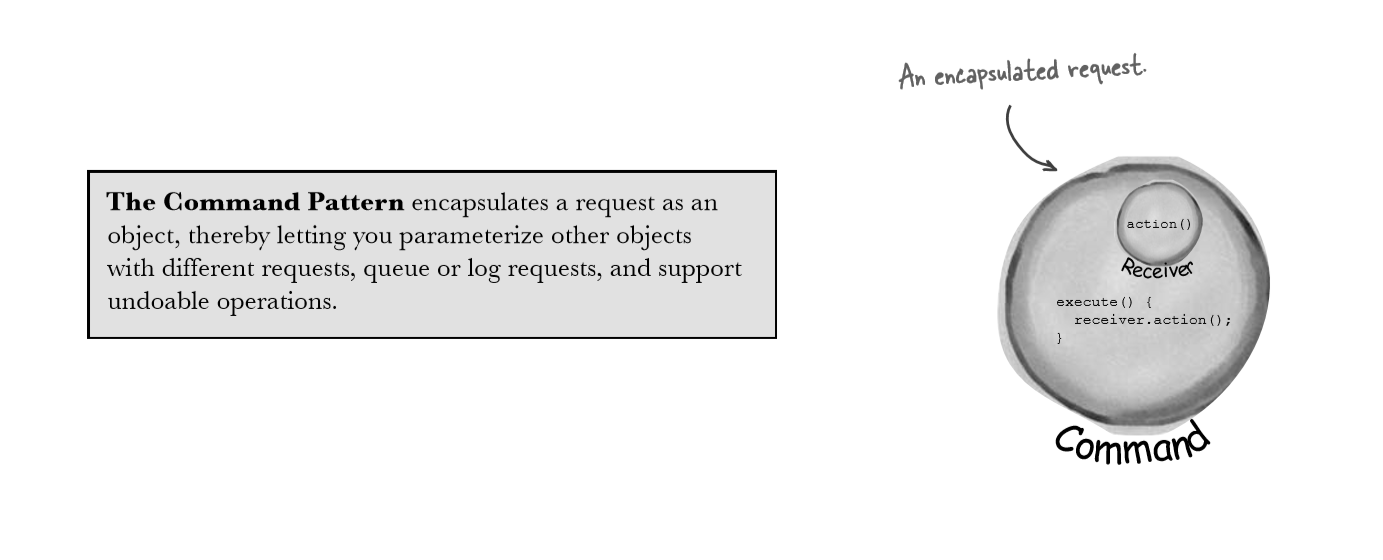 The Command Pattern encapsulates a request as an
object, thereby letting you parameterize other objects
with different requests, queue or log requests, and support
undoable operations.
An encapsulated request.
action()
Receiver
execute() {
receiver.action();
}
Command